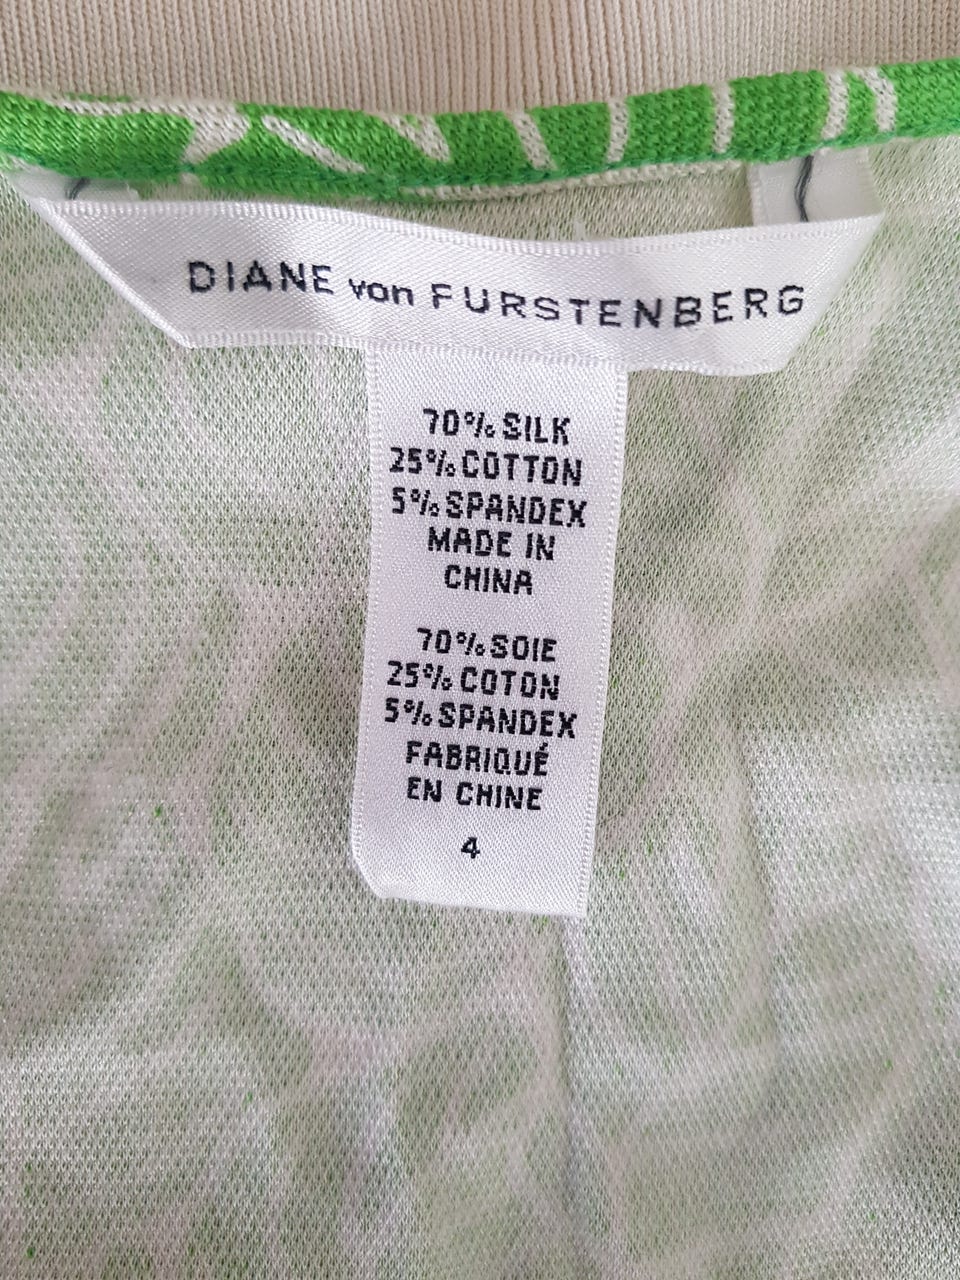 DIANE von FURSTENBERG
70% SILK
25% COTTON
5% SPANDEX
MADE IN
CHINA
70% SOIE
25% COTON
5% SPANDEX
FABRIQUÉ
EN CHINE
4